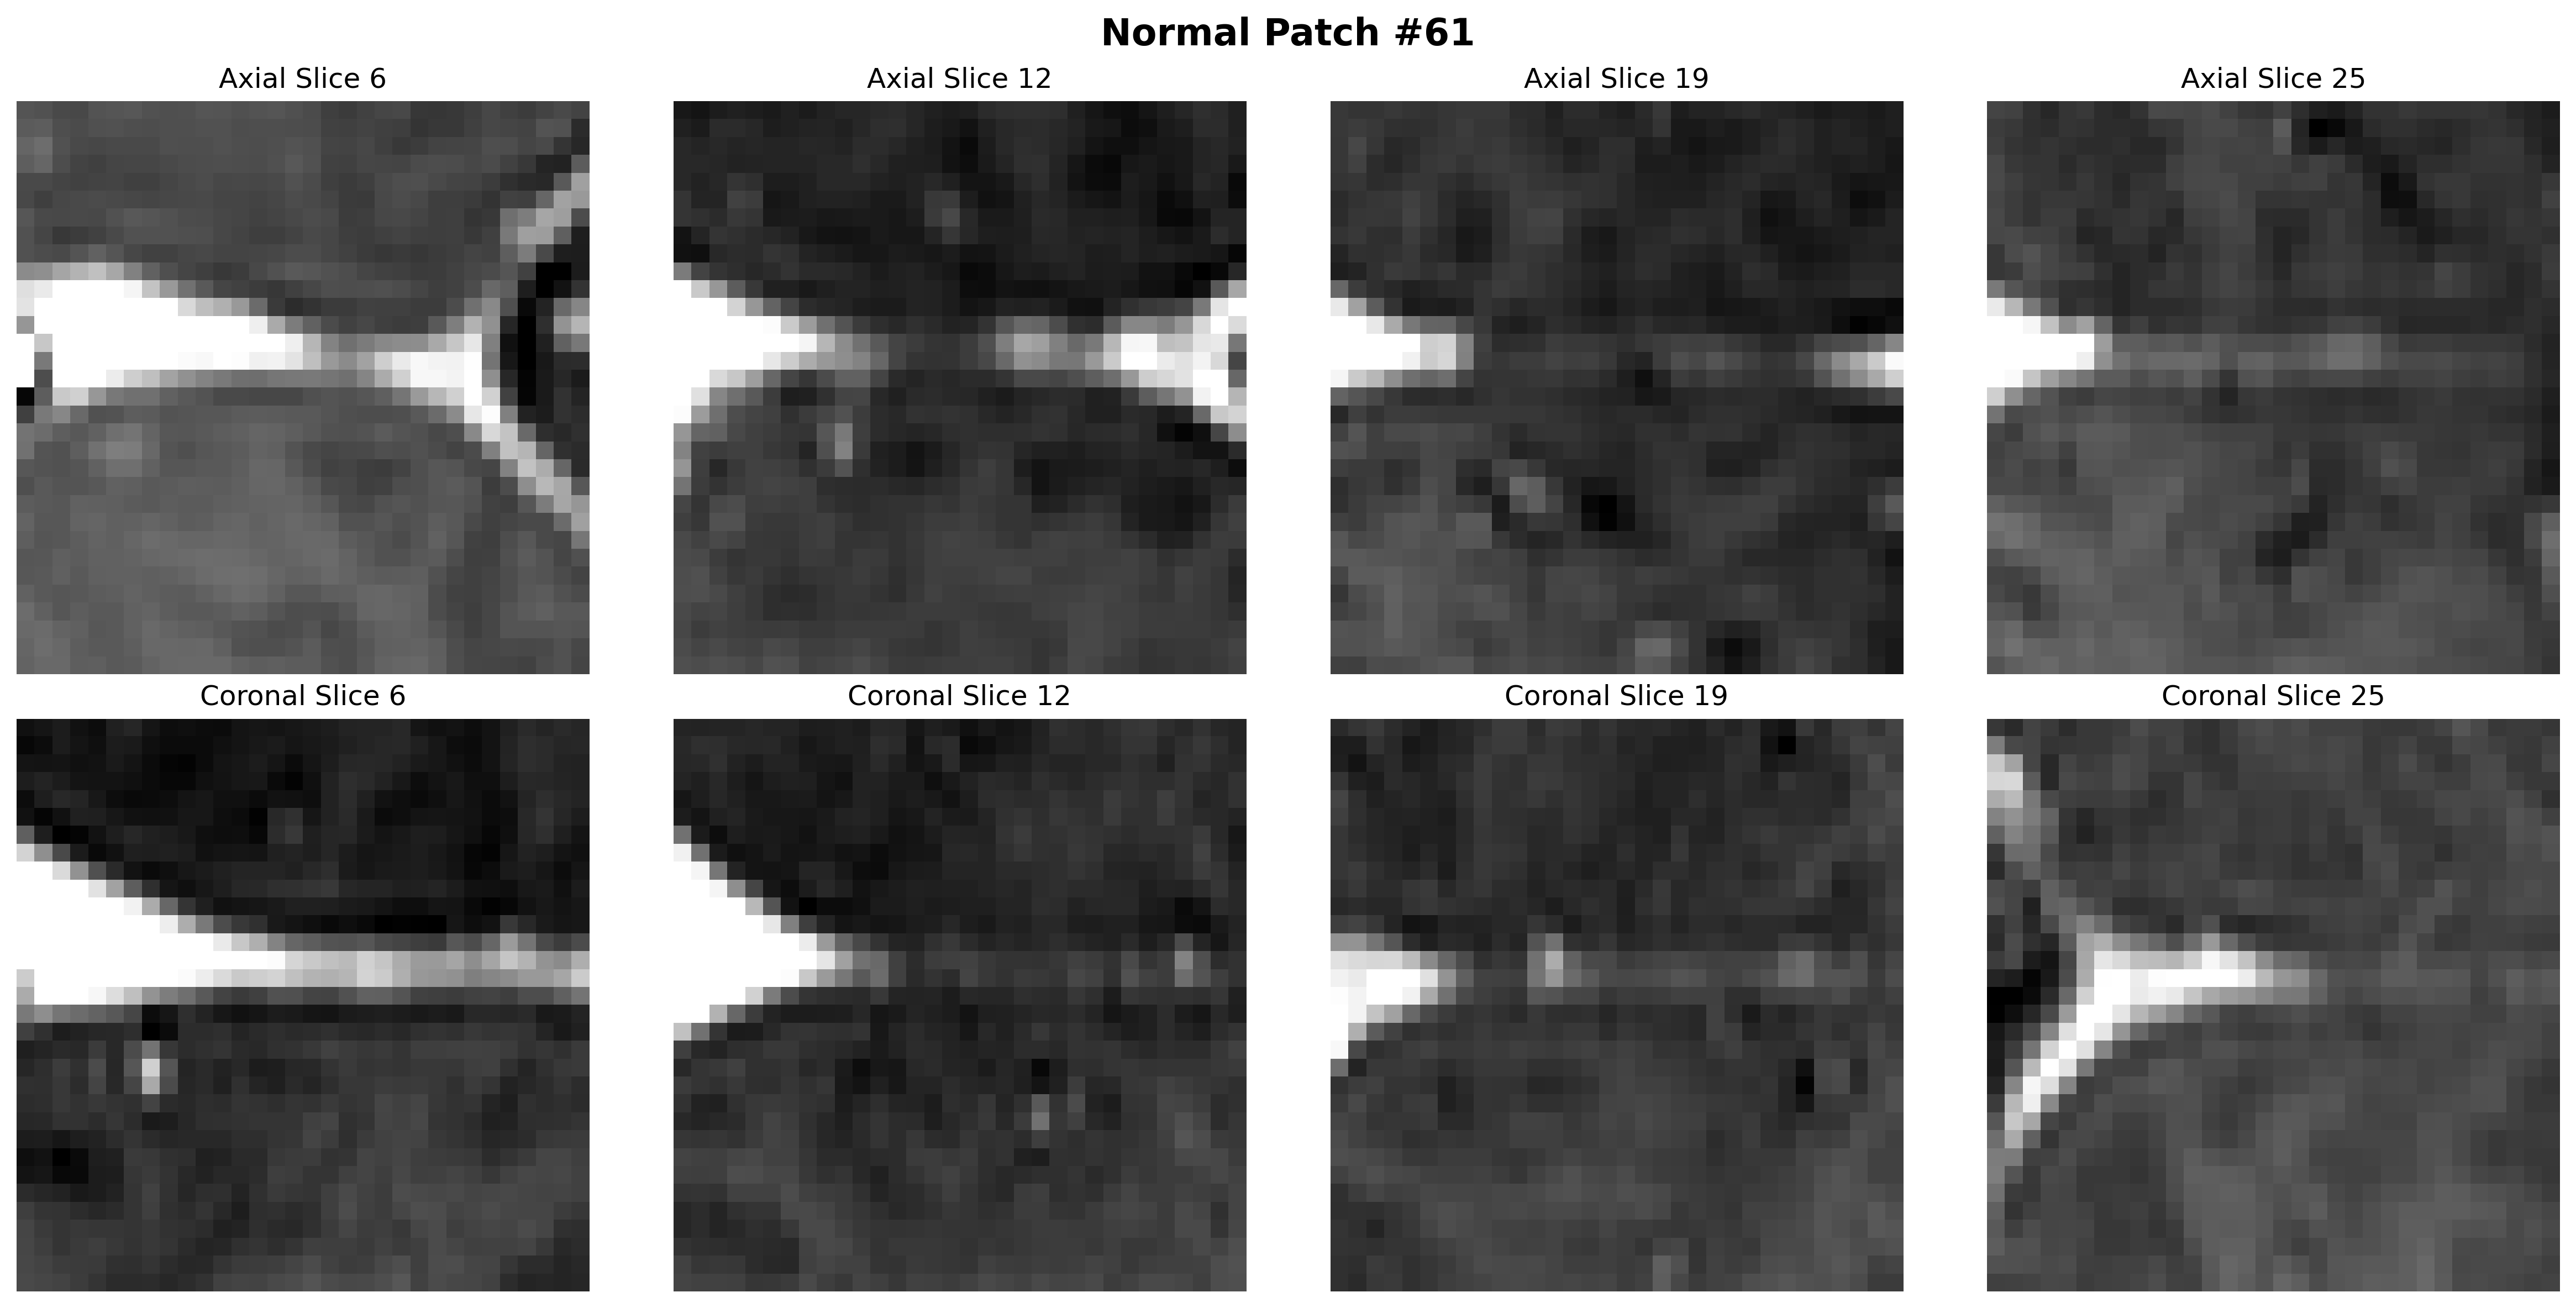 Normal Patch #61
Axial Slice 6
Axial Slice 12
Axial Slice 19
Axial Slice 25
Coronal Slice 6
Coronal Slice 12
Coronal Slice 19
Coronal Slice 25